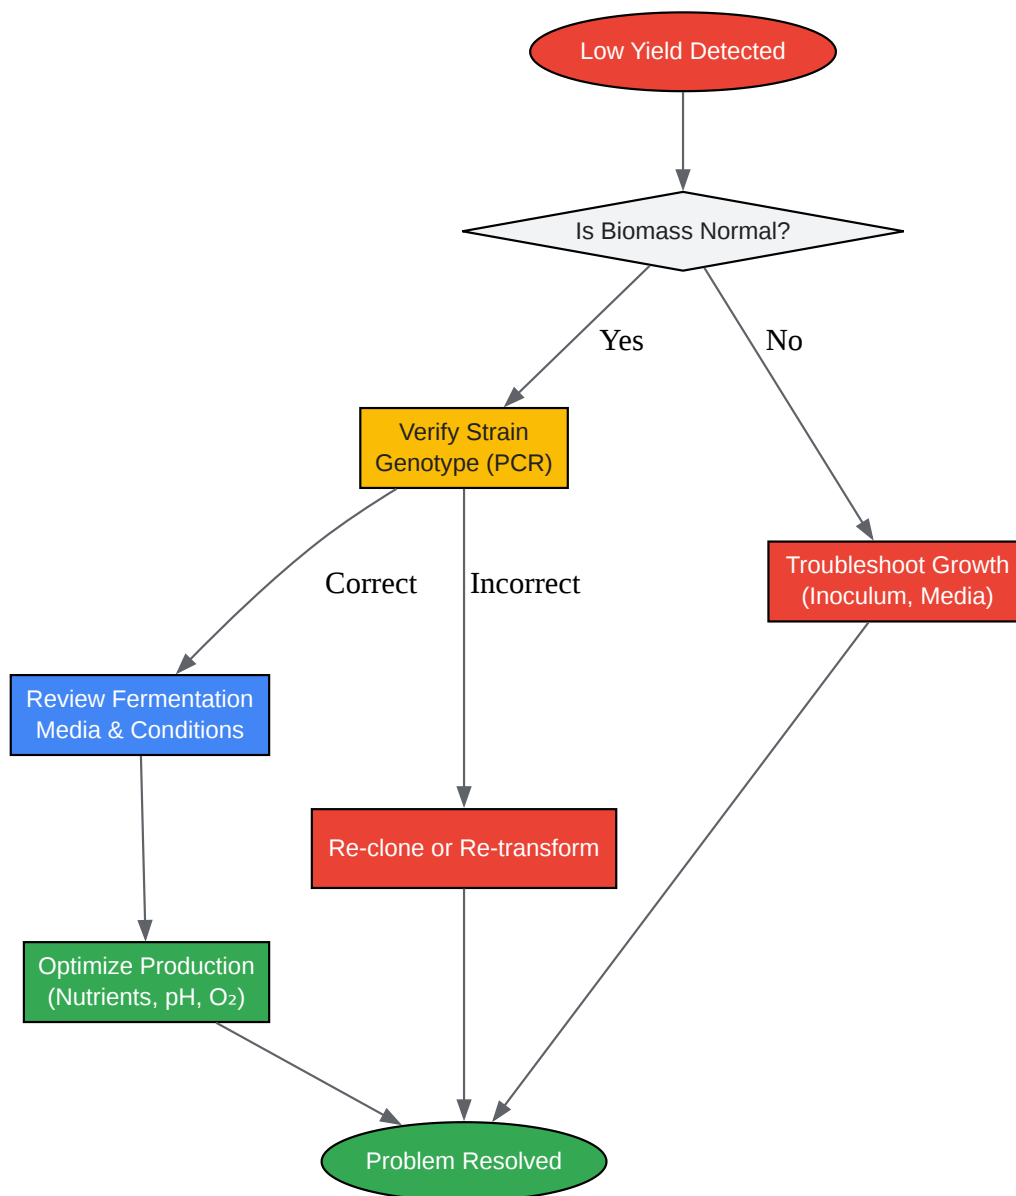 Low Yield Detected
Is Biomass Normal?
Yes
No
Verify Strain
Genotype (PCR)
Correct
Incorrect
Troubleshoot Growth
(Inoculum, Media)
Review Fermentation
Media & Conditions
Re-clone or Re-transform
Optimize Production
(Nutrients, pH, O₂)
Problem Resolved